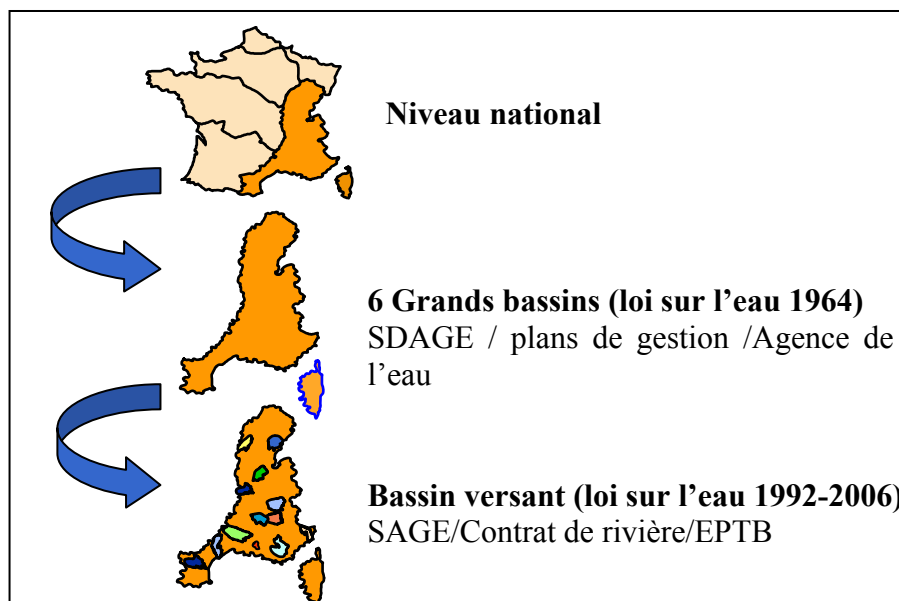 Niveau national
6 Grands bassins (loi sur l'eau 1964)
SDAGE / plans de gestion /Agence de
l'eau
Bassin versant (loi sur l'eau 1992-2006)
SAGE/Contrat de rivière/EPTB